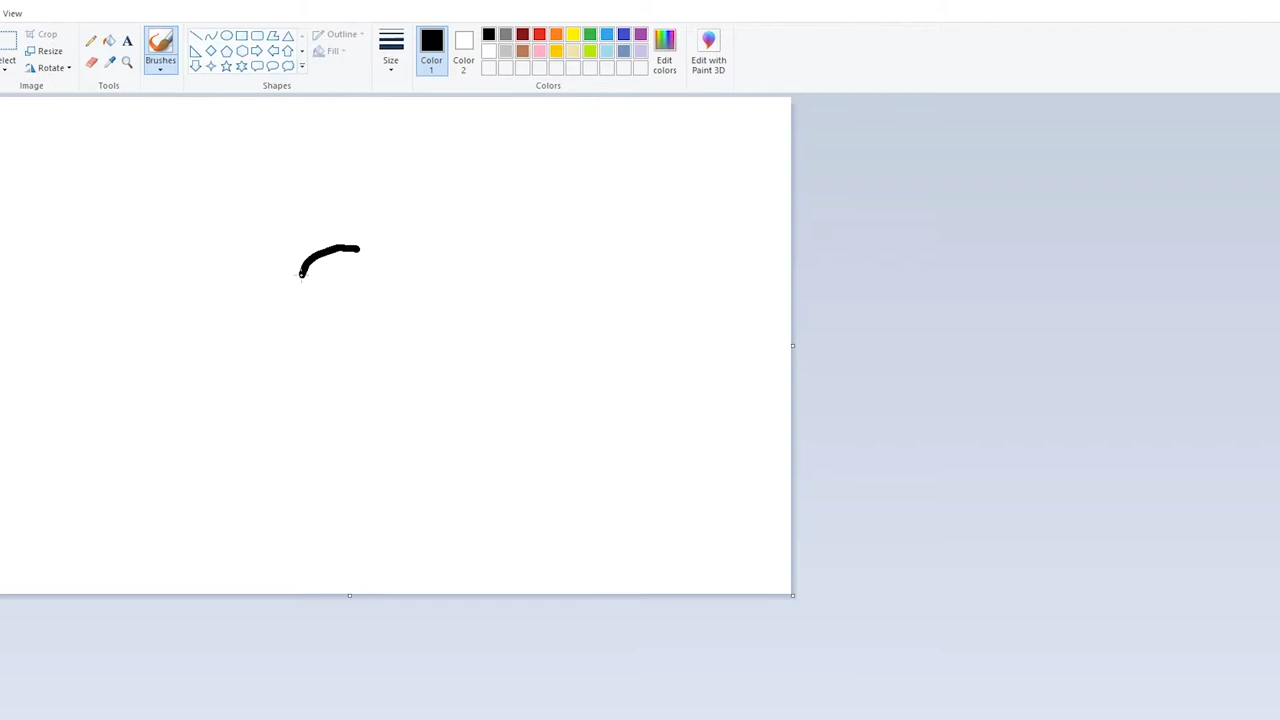 View
Crop
Resize
Rotate
Image
A
Tools
Brushes
Outline
Fill
Shapes
Size
Color 1
Color 2
Edit colors
Colors
Edit with Paint 3D